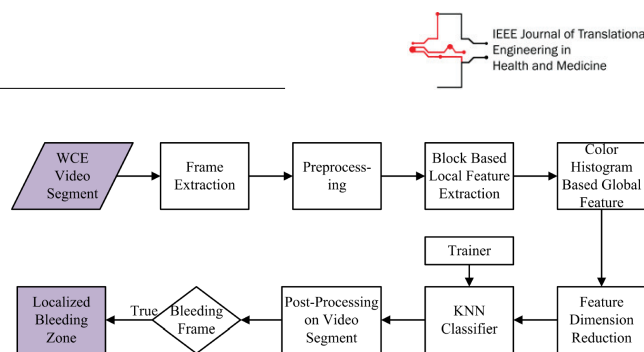 IEEE Journal of Translationa
Engineering in
Health and Medicine
WCE
Video
Segment
Frame
Extraction
Preprocess-
ing
Block Based
Local Feature
Extraction
Color
Histogram
Based Global
Feature
Trainer
Localized
Bleeding
Zone
True
Bleeding
Frame
Post-Processing
on Video
Segment
KNN
Classifier
Feature
Dimension
Reduction